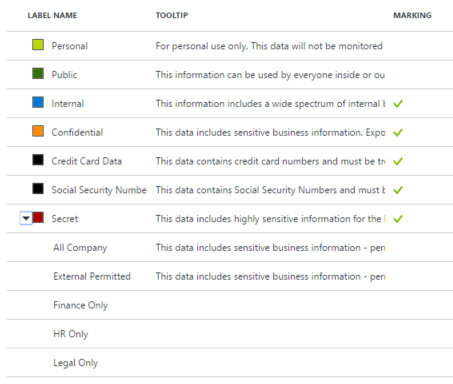 LABEL NAME TOOLTIP MARKING
Personal For personal use only. This data will not be monitored
Public This information can be used by everyone inside or ou
Internal This information includes a wide spectrum of internal
Confidential This data includes sensitive business information. Expo
Credit Card Data This data contains credit card numbers and must be tr
Social Security Numbe This data contains Social Security Numbers and must b
Secret This data includes highly sensitive information for the
All Company This data includes sensitive business information - pen
External Permitted This data includes sensitive business information - pen
Finance Only
HR Only
Legal Only